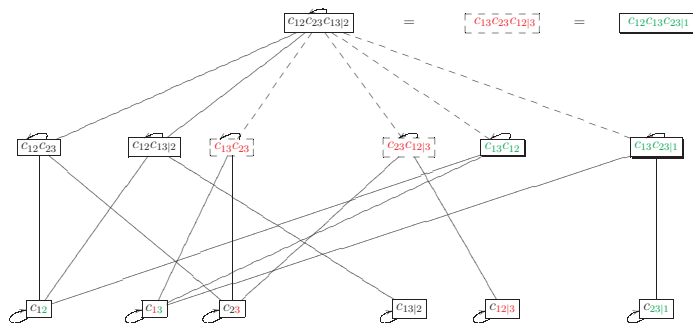 c₁₂c₂₃c₁₃|₂ = c₁₃c₂₃c₁₂|₃ = c₁₂c₁₃c₂₃|₁
c₁₂c₂₃ c₁₂c₁₃|₂ c₁₃c₂₃ c₂₃c₁₂|₃ c₁₃c₁₂ c₁₃c₂₃|₁
c₁₂ c₁₃ c₂₃ c₁₃|₂ c₁₂|₃ c₂₃|₁